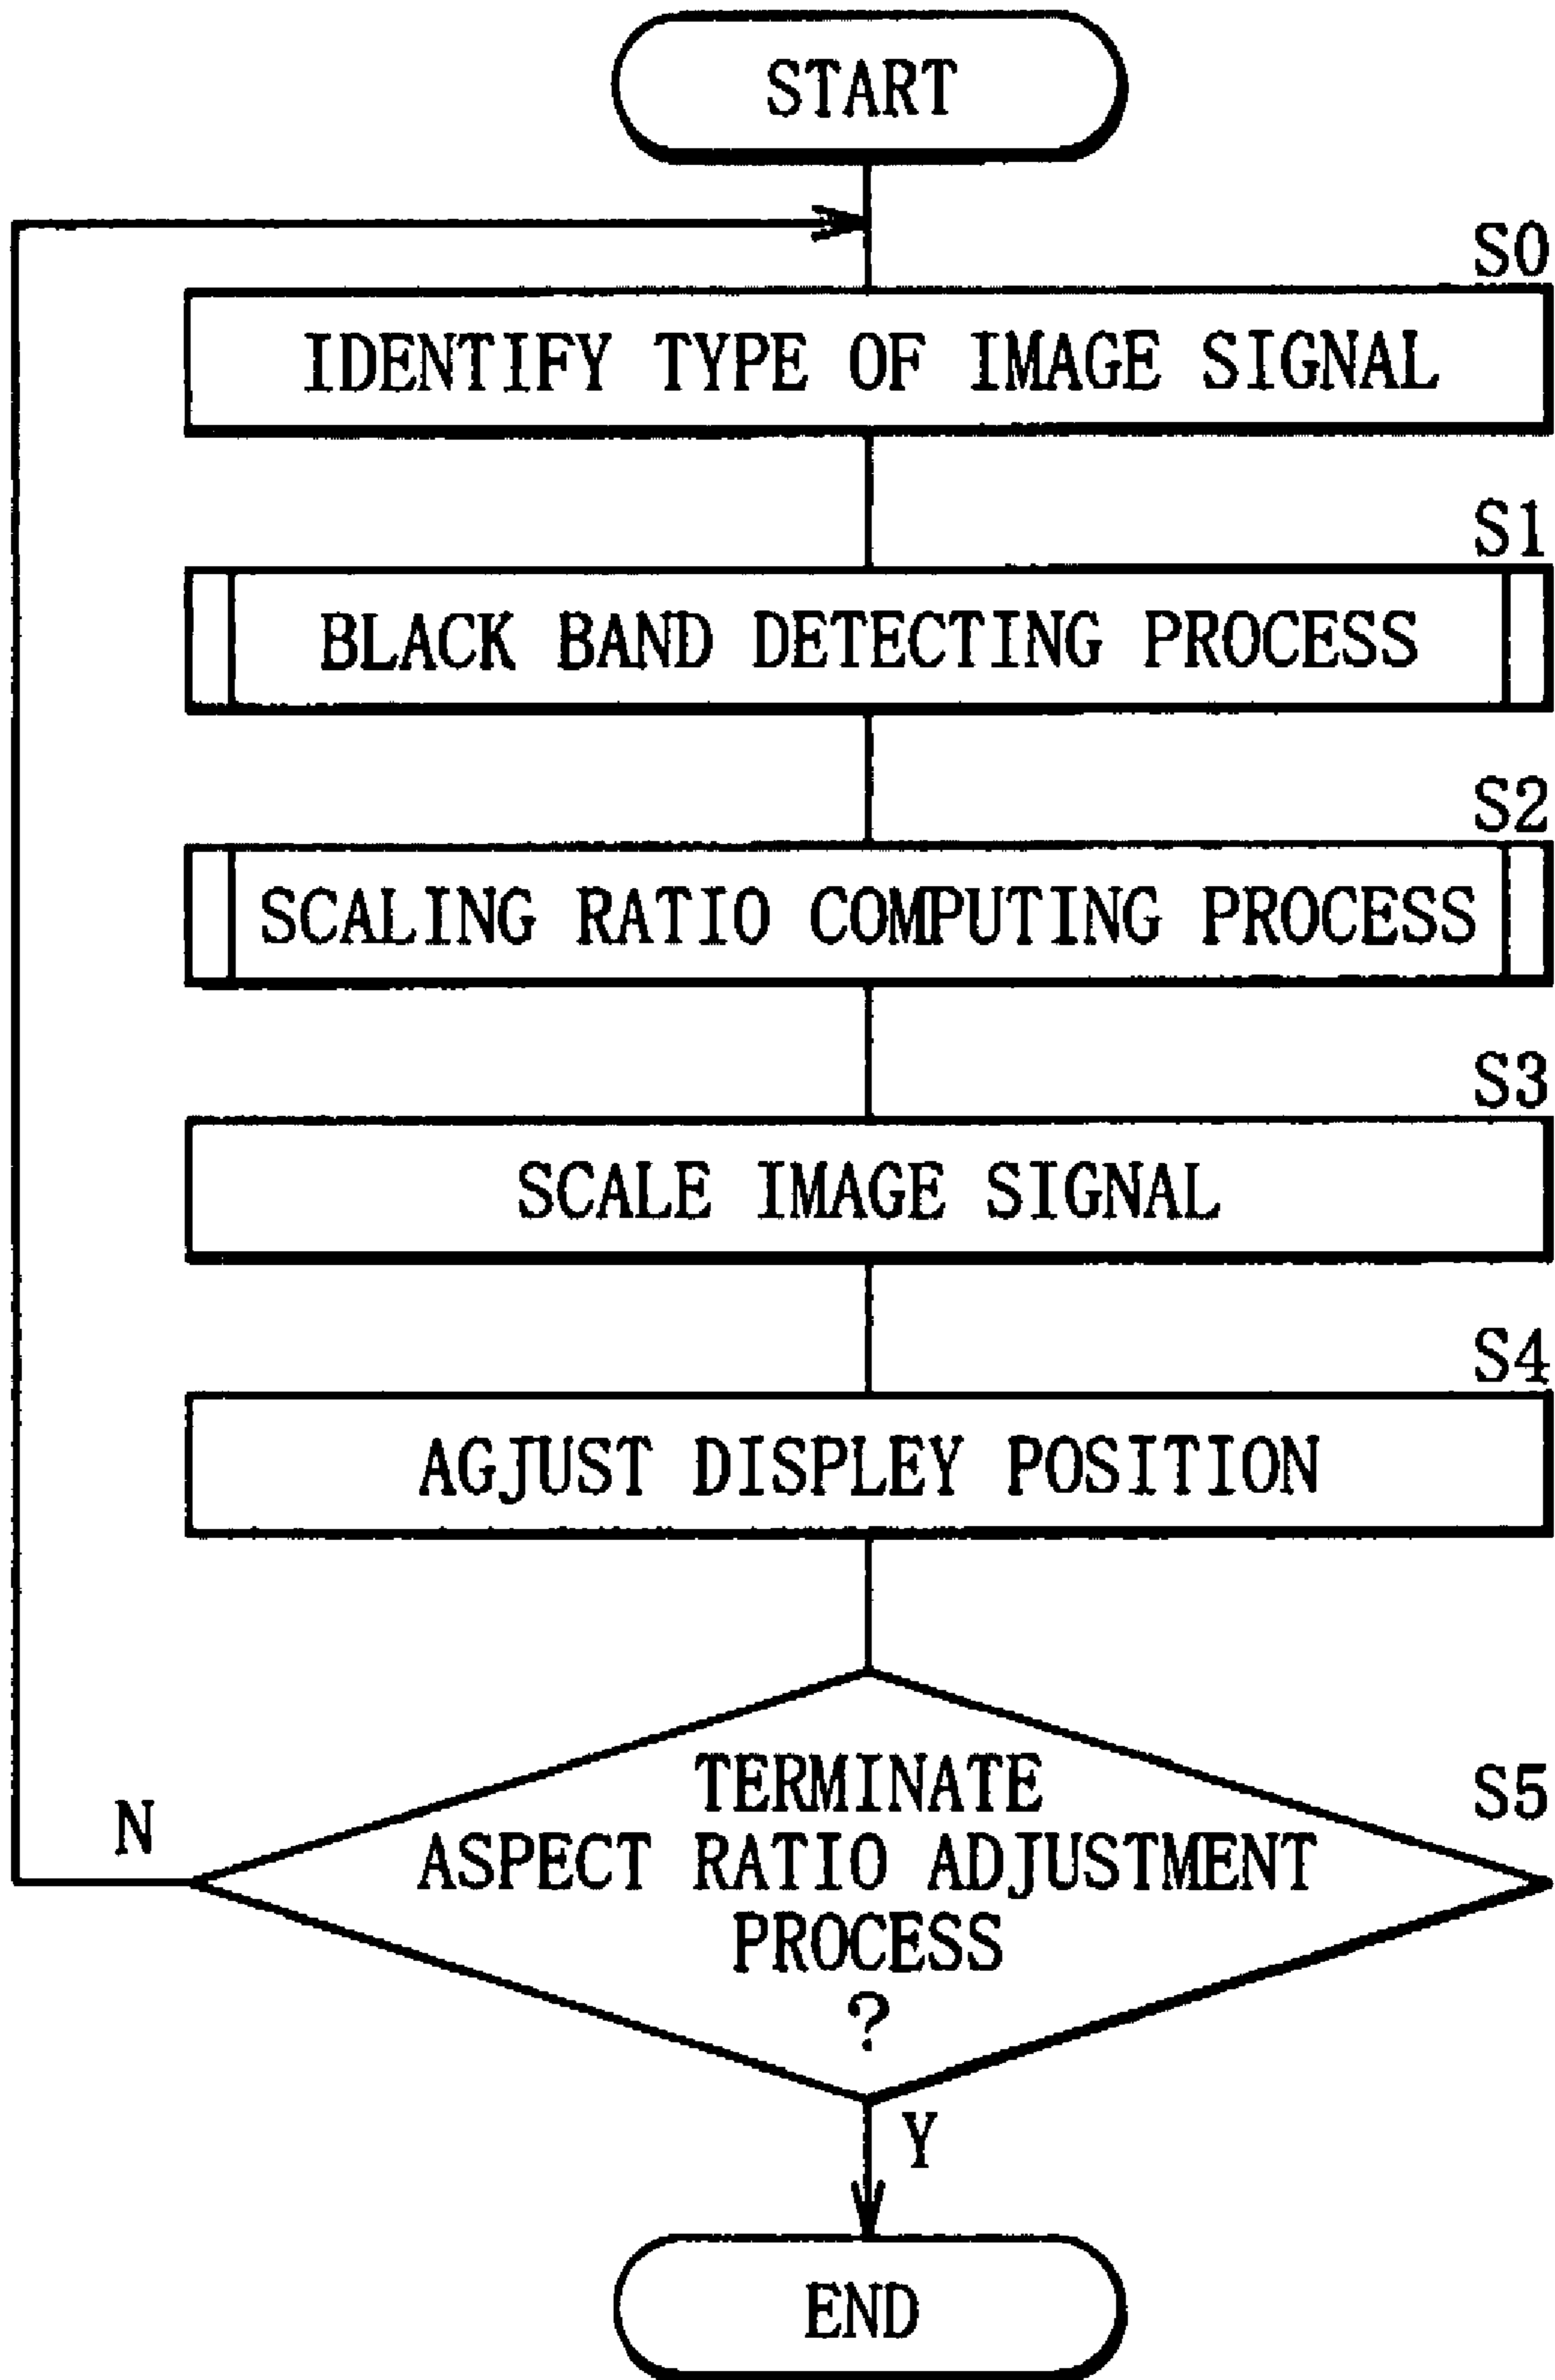 START
S0
IDENTIFY TYPE OF IMAGE SIGNAL
S1
BLACK BAND DETECTING PROCESS
S2
SCALING RATIO COMPUTING PROCESS
S3
SCALE IMAGE SIGNAL
S4
AGJUST DISPLEY POSITION
S5
TERMINATE
ASPECT RATIO ADJUSTMENT
PROCESS
?
N
Y
END